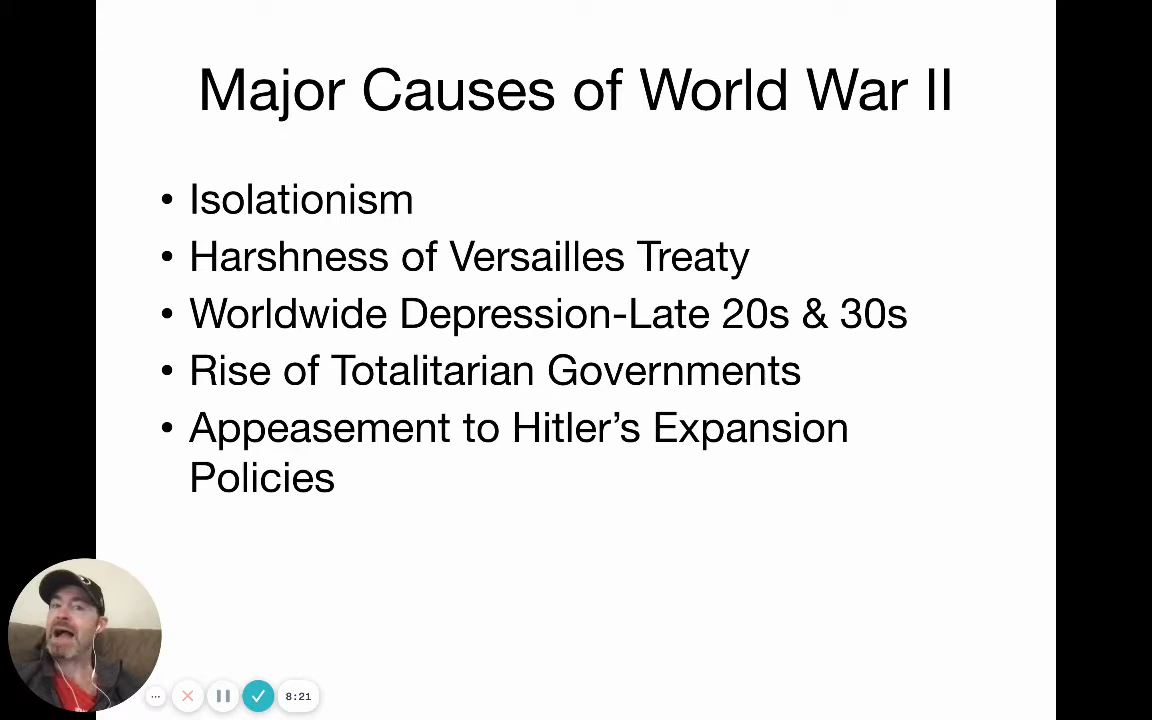 Major Causes of World War II
• Isolationism
• Harshness of Versailles Treaty
• Worldwide Depression-Late 20s & 30s
• Rise of Totalitarian Governments
• Appeasement to Hitler’s Expansion
Policies
8:21